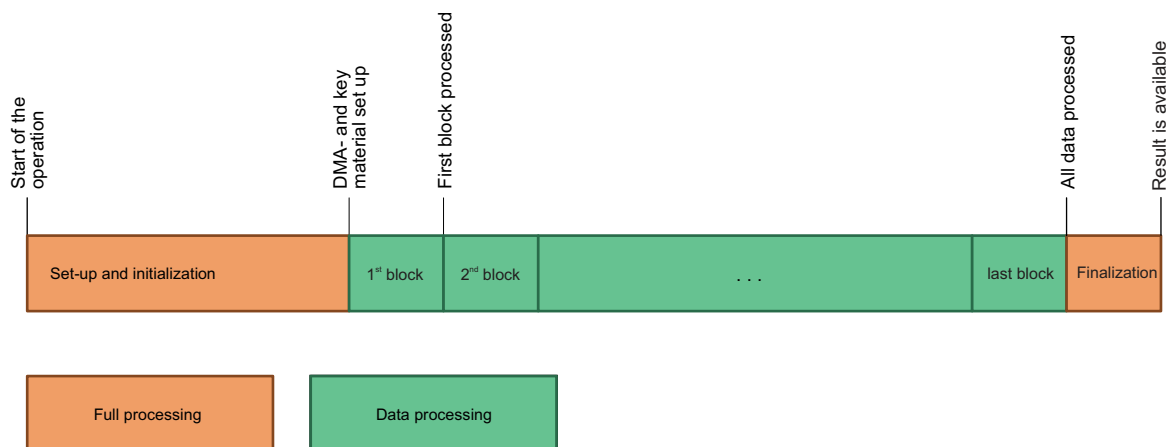 Start of the
operation
DMA- and key
material set up
First block processed
All data processed
Result is available
Set-up and initialization
1st block
2nd block
. . .
last block
Finalization
Full processing
Data processing